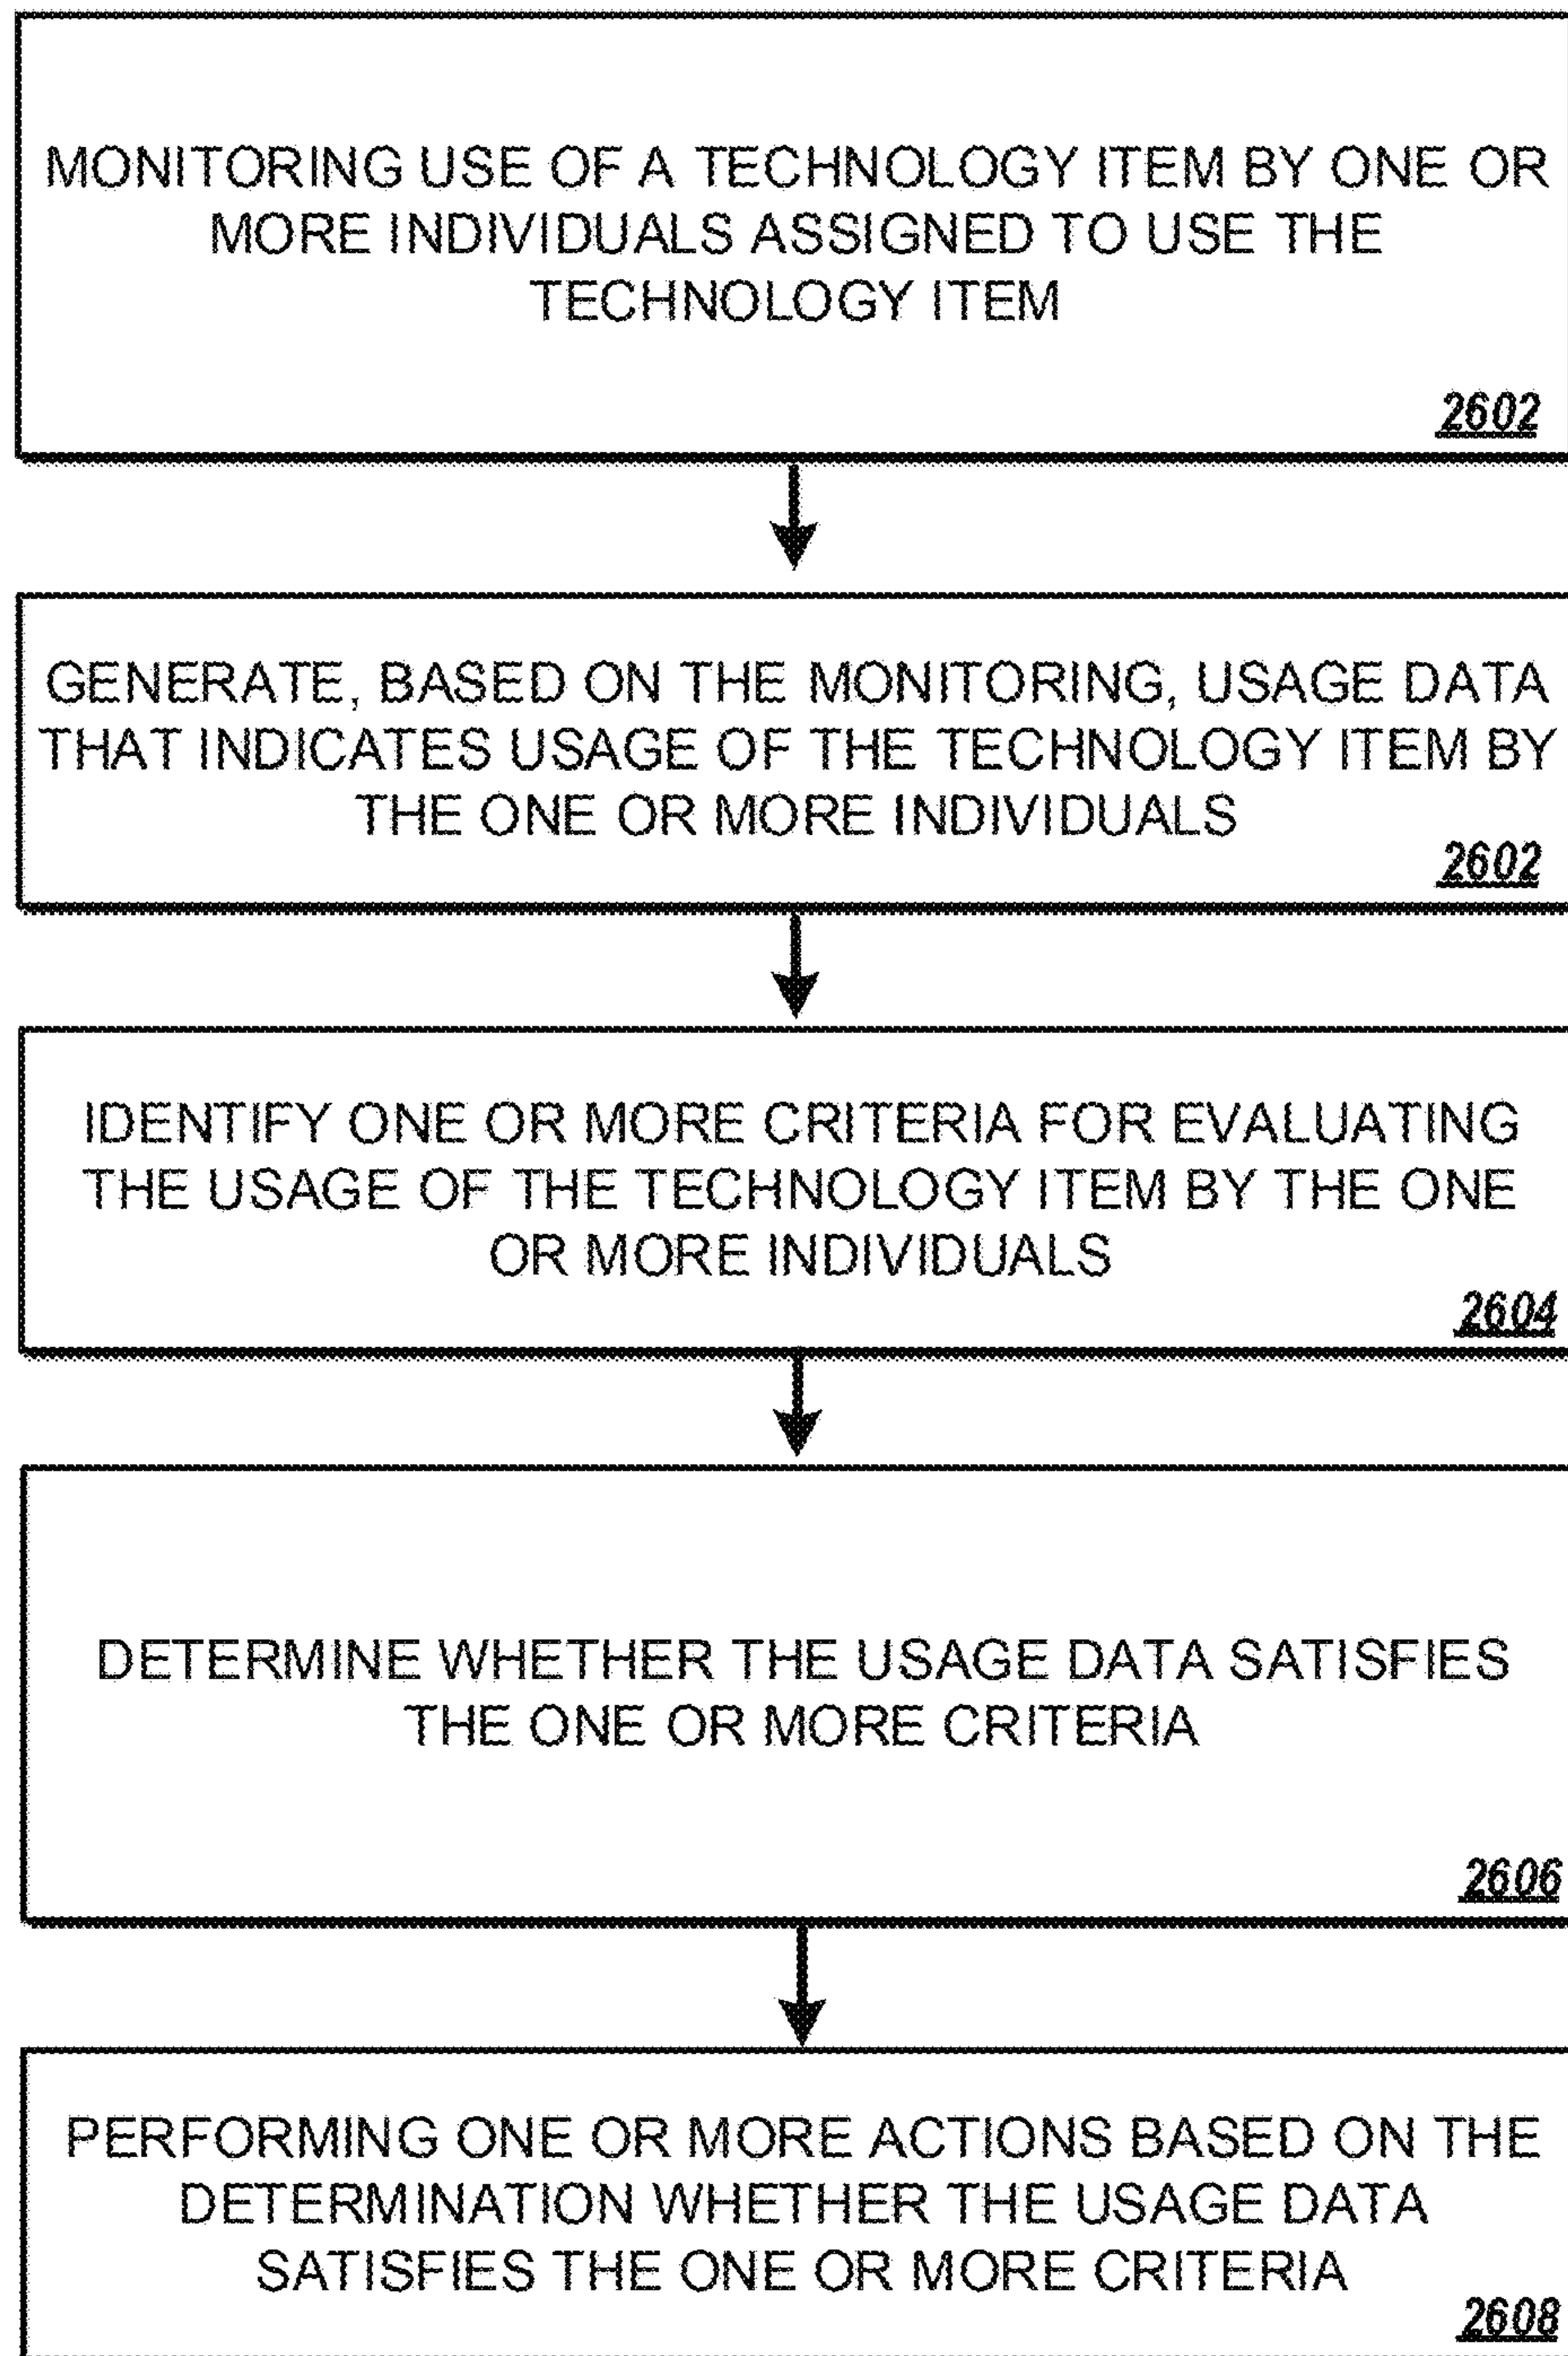 MONITORING USE OF A TECHNOLOGY ITEM BY ONE OR
MORE INDIVIDUALS ASSIGNED TO USE THE
TECHNOLOGY ITEM
2602
GENERATE, BASED ON THE MONITORING, USAGE DATA
THAT INDICATES USAGE OF THE TECHNOLOGY ITEM BY
THE ONE OR MORE INDIVIDUALS
2602
IDENTIFY ONE OR MORE CRITERIA FOR EVALUATING
THE USAGE OF THE TECHNOLOGY ITEM BY THE ONE
OR MORE INDIVIDUALS
2604
DETERMINE WHETHER THE USAGE DATA SATISFIES
THE ONE OR MORE CRITERIA
2606
PERFORMING ONE OR MORE ACTIONS BASED ON THE
DETERMINATION WHETHER THE USAGE DATA
SATISFIES THE ONE OR MORE CRITERIA
2608